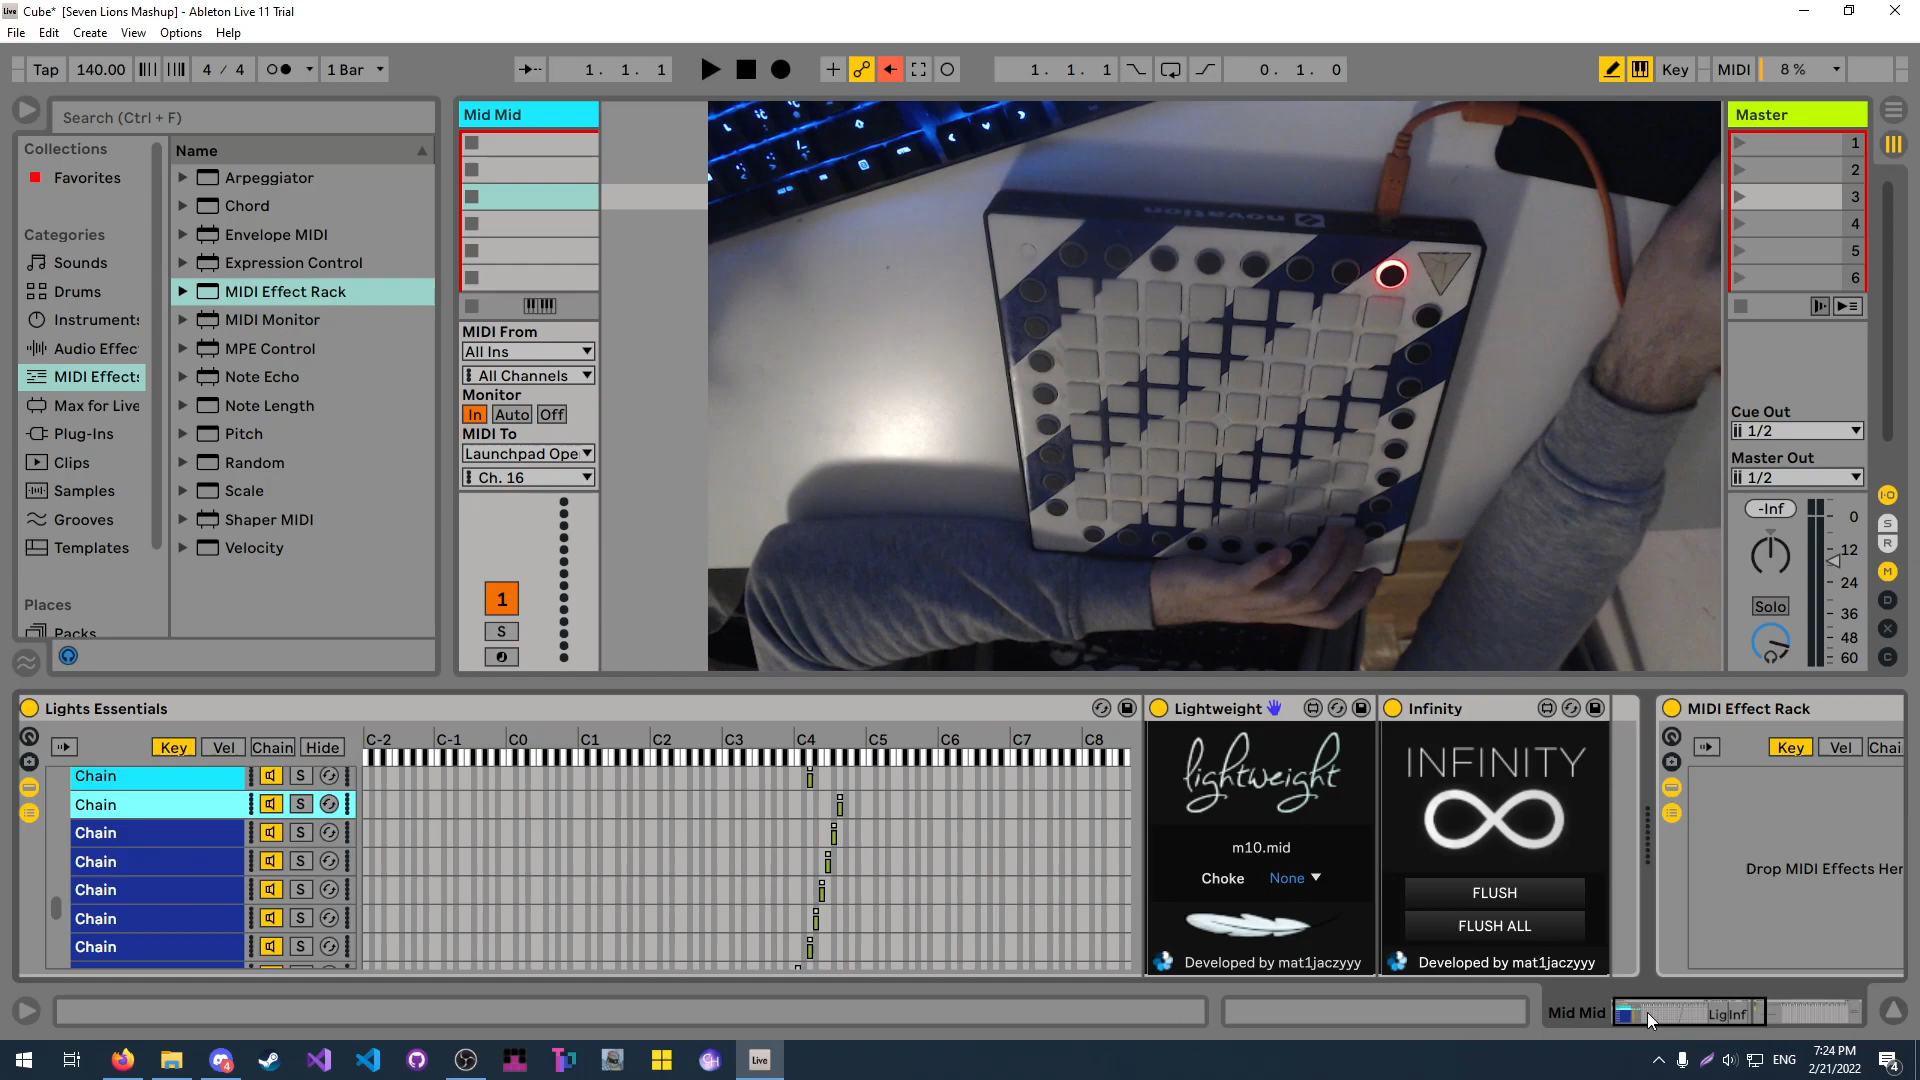 Cube*  [Seven Lions Mashup] - Ableton Live 11 Trial
File Edit Create View Options Help
Tap 140.00 4 / 4 1 Bar 1. 1. 1 1. 1. 1 0. 1. 0 Key MIDI 8 %
Search (Ctrl + F)
Collections
Favorites
Categories
Sounds
Drums
Instruments
Audio Effec
MIDI Effects
Max for Live
Plug-Ins
Clips
Samples
Grooves
Templates
Places
Packs
Name
Arpeggiator
Chord
Envelope MIDI
Expression Control
MIDI Effect Rack
MIDI Monitor
MPE Control
Note Echo
Note Length
Pitch
Random
Scale
Shaper MIDI
Velocity
Mid Mid
MIDI From
All Ins
All Channels
Monitor
In Auto Off
MIDI To
Launchpad Ope
Ch. 16
1
S
novation
Master
1
2
3
4
5
6
Cue Out
1/2
Master Out
1/2
-Inf
0
12
24
36
48
60
Solo
I·O
S
R
M
D
X
C
Lights Essentials
Key Vel Chain Hide
C-2 C-1 C0 C1 C2 C3 C4 C5 C6 C7 C8
Chain S
Chain S
Chain S
Chain S
Chain S
Chain S
Chain S
Lightweight
lightweight
m10.mid
Choke None
Developed by mat1jaczyyy
Infinity
INFINITY
FLUSH
FLUSH ALL
Developed by mat1jaczyyy
MIDI Effect Rack
Key Vel Chai
Drop MIDI Effects Her
Mid Mid Lig Inf
Live
ENG
7:24 PM
2/21/2022
4
4